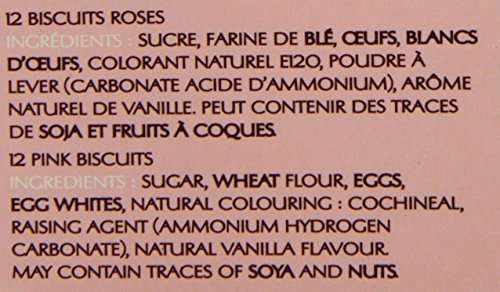 12 BISCUITS ROSES
INGRÉDIENTS : SUCRE, FARINE DE BLÉ, ŒUFS, BLANCS
D'ŒUFS, COLORANT NATUREL E120, POUDRE À
LEVER (CARBONATE ACIDE D'AMMONIUM), ARÔME
NATUREL DE VANILLE. PEUT CONTENIR DES TRACES
DE SOJA ET FRUITS À COQUES.
12 PINK BISCUITS
INGREDIENTS : SUGAR, WHEAT FLOUR, EGGS,
EGG WHITES, NATURAL COLOURING : COCHINEAL,
RAISING AGENT (AMMONIUM HYDROGEN
CARBONATE), NATURAL VANILLA FLAVOUR.
MAY CONTAIN TRACES OF SOYA AND NUTS.